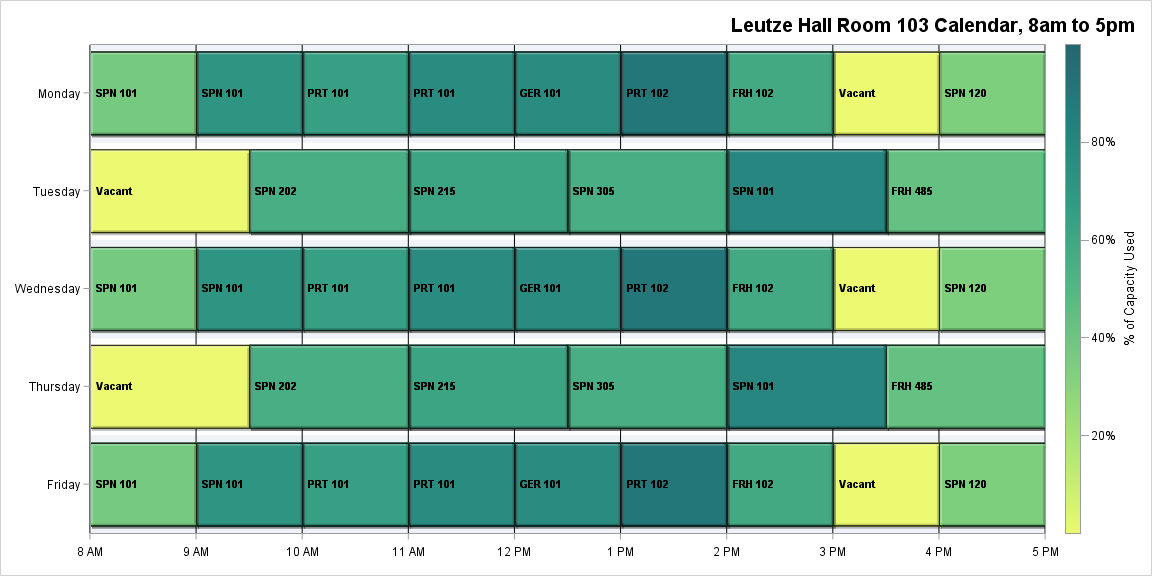 Leutze Hall Room 103 Calendar, 8am to 5pm
Monday
SPN 101
SPN 101
PRT 101
PRT 101
GER 101
PRT 102
FRH 102
Vacant
SPN 120
Tuesday
Vacant
SPN 202
SPN 215
SPN 305
SPN 101
FRH 485
Wednesday
SPN 101
SPN 101
PRT 101
PRT 101
GER 101
PRT 102
FRH 102
Vacant
SPN 120
Thursday
Vacant
SPN 202
SPN 215
SPN 305
SPN 101
FRH 485
Friday
SPN 101
SPN 101
PRT 101
PRT 101
GER 101
PRT 102
FRH 102
Vacant
SPN 120
8 AM
9 AM
10 AM
11 AM
12 PM
1 PM
2 PM
3 PM
4 PM
5 PM
80%
60%
40%
20%
% of Capacity Used